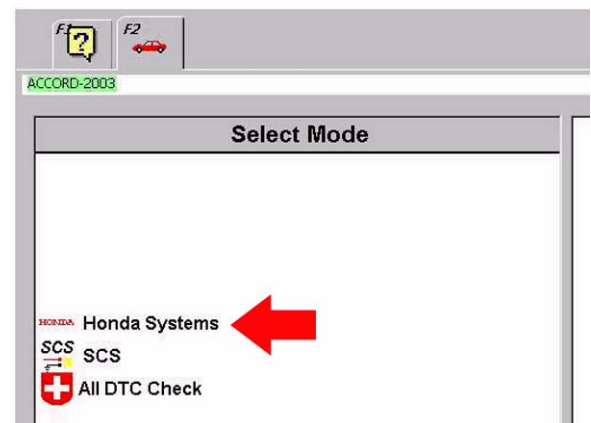 F1 F2
?
ACCORD-2003
Select Mode
HONDA Honda Systems
SCS SCS
All DTC Check